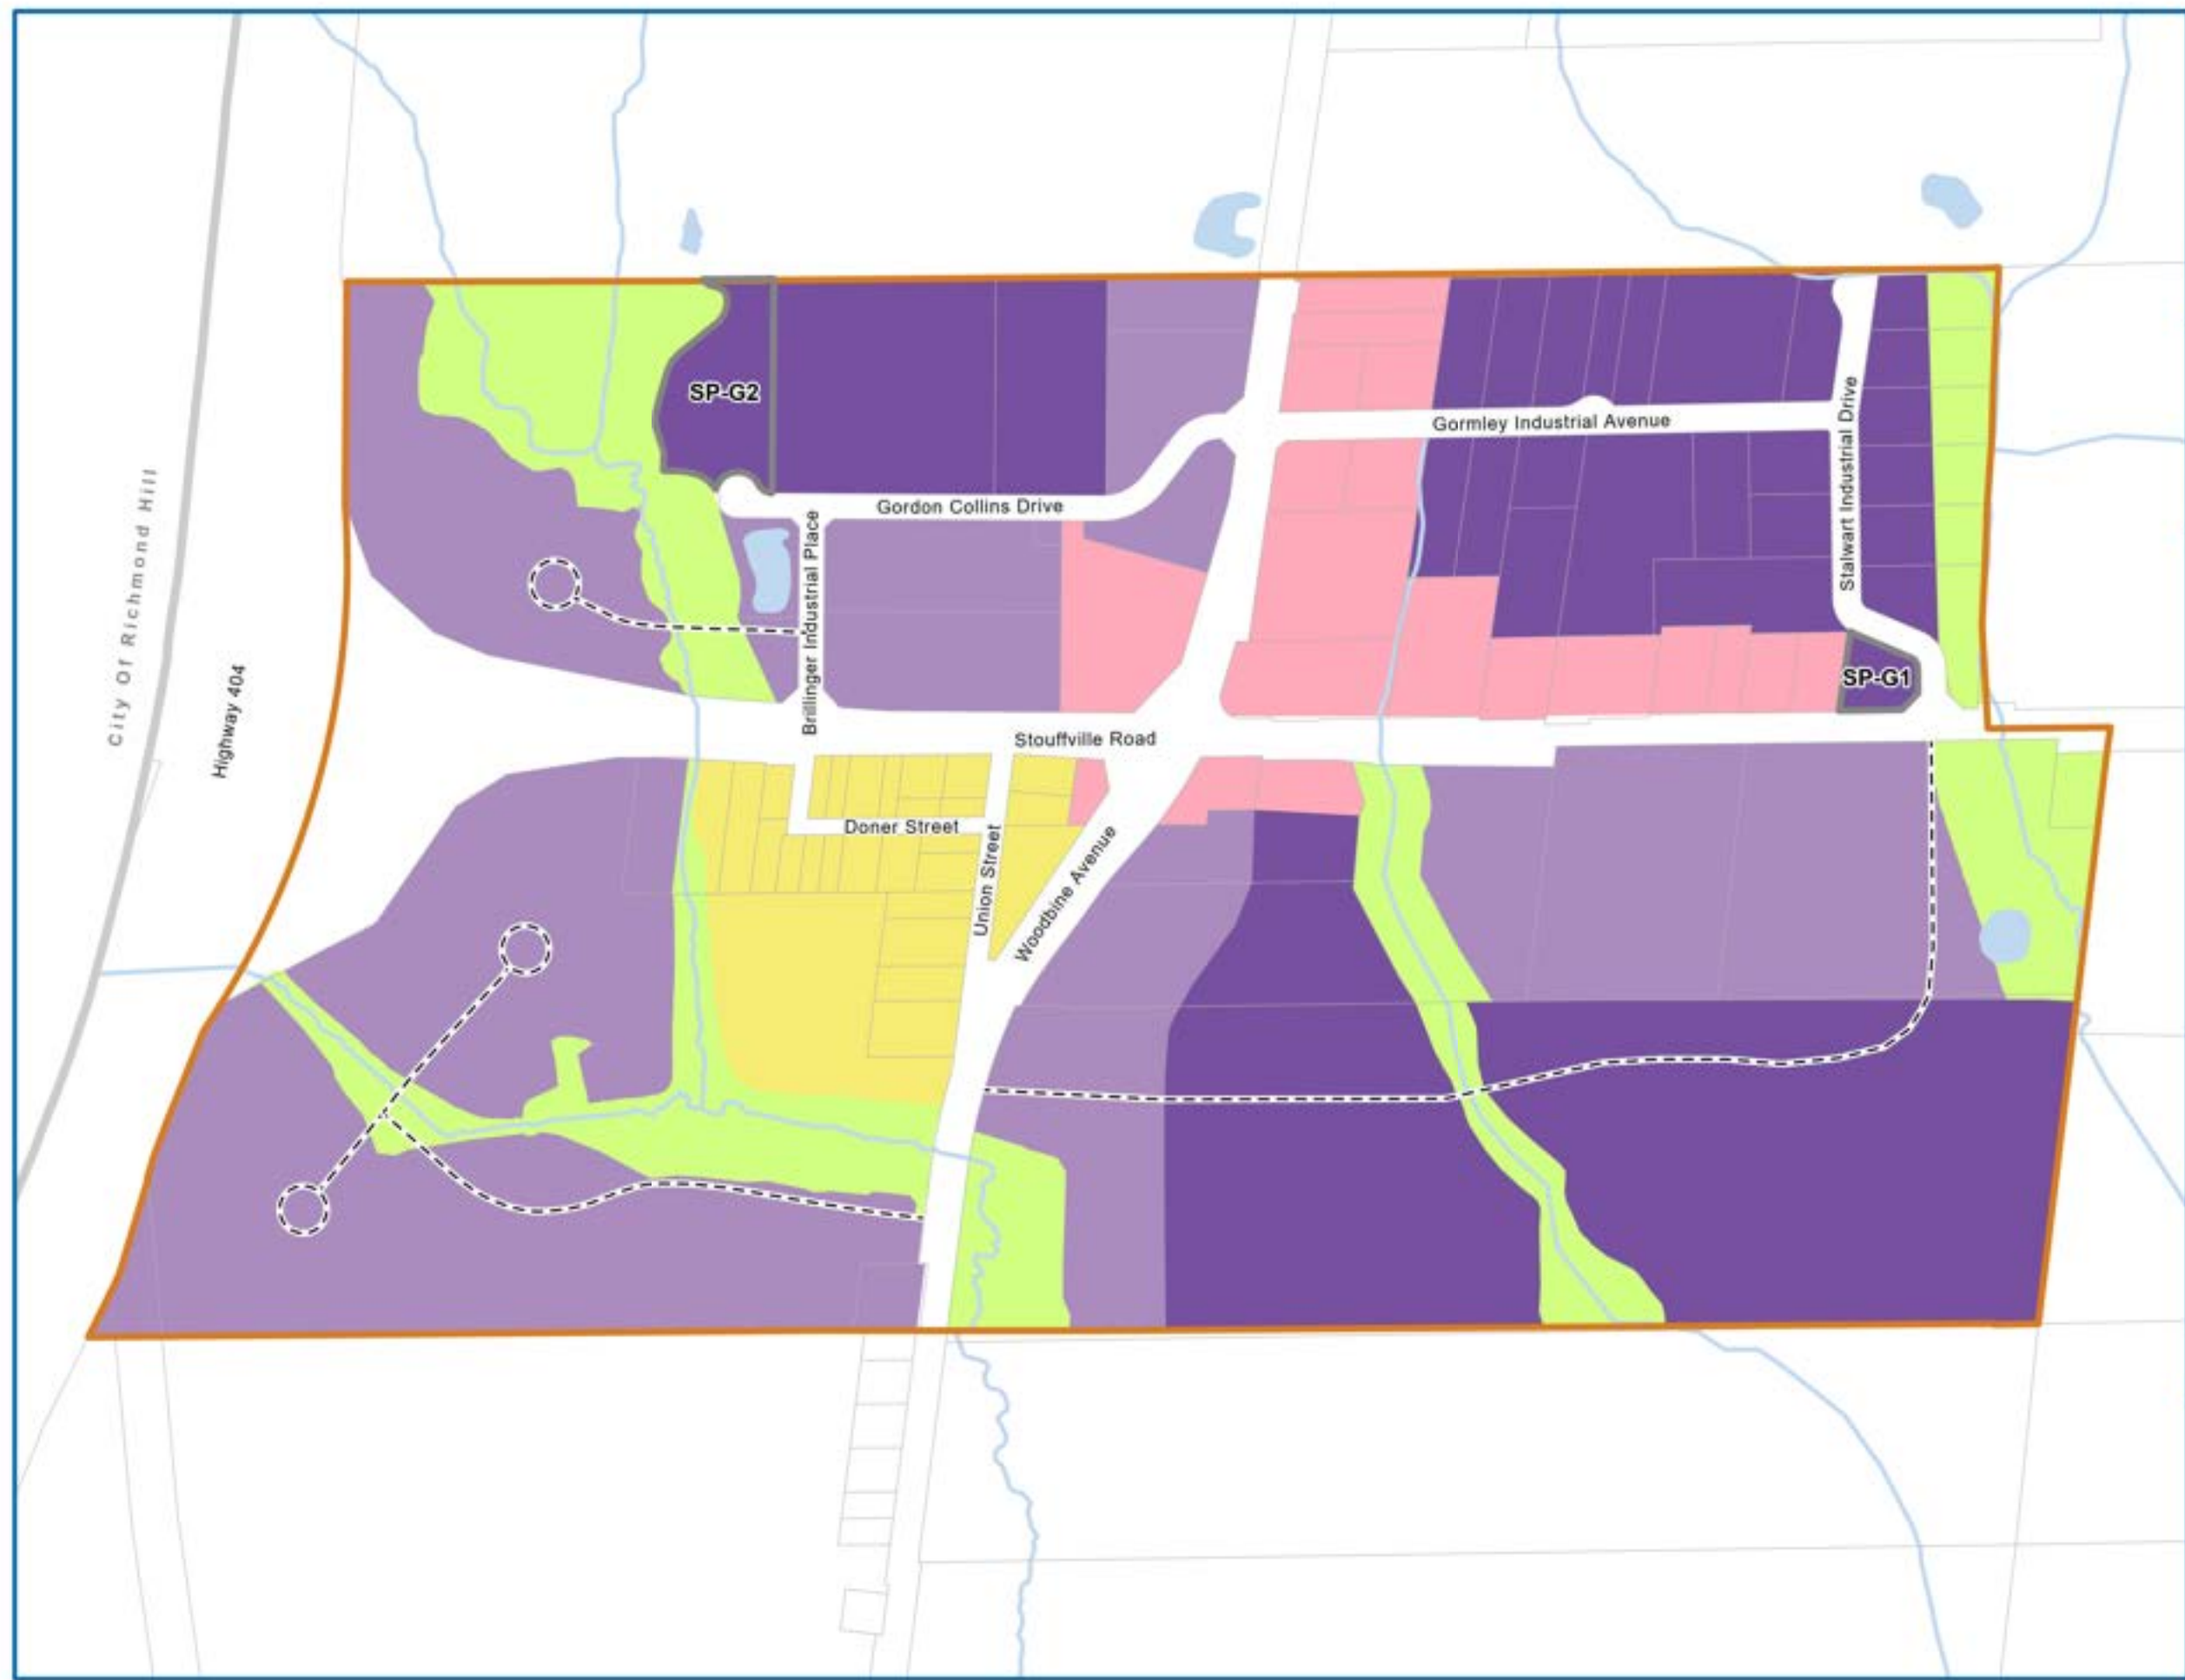 SP-G2
Gormley Industrial Avenue
Stalwart Industrial Drive
Gordon Collins Drive
Brillinger Industrial Place
City Of Richmond Hill
Highway 404
SP-G1
Stouffville Road
Doner Street
Union Street
Woodbine Avenue